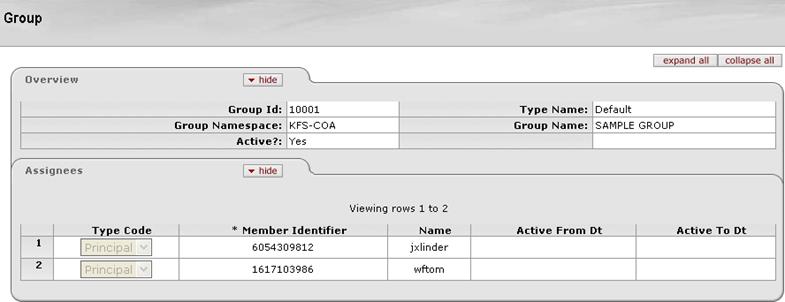 Group
expand all collapse all
Overview hide
Group Id: 10001 Type Name: Default
Group Namespace: KFS-COA Group Name: SAMPLE GROUP
Active?: Yes
Assignees hide
Viewing rows 1 to 2
Type Code * Member Identifier Name Active From Dt Active To Dt
1 Principal 6054309812 jxlinder
2 Principal 1617103986 wftom